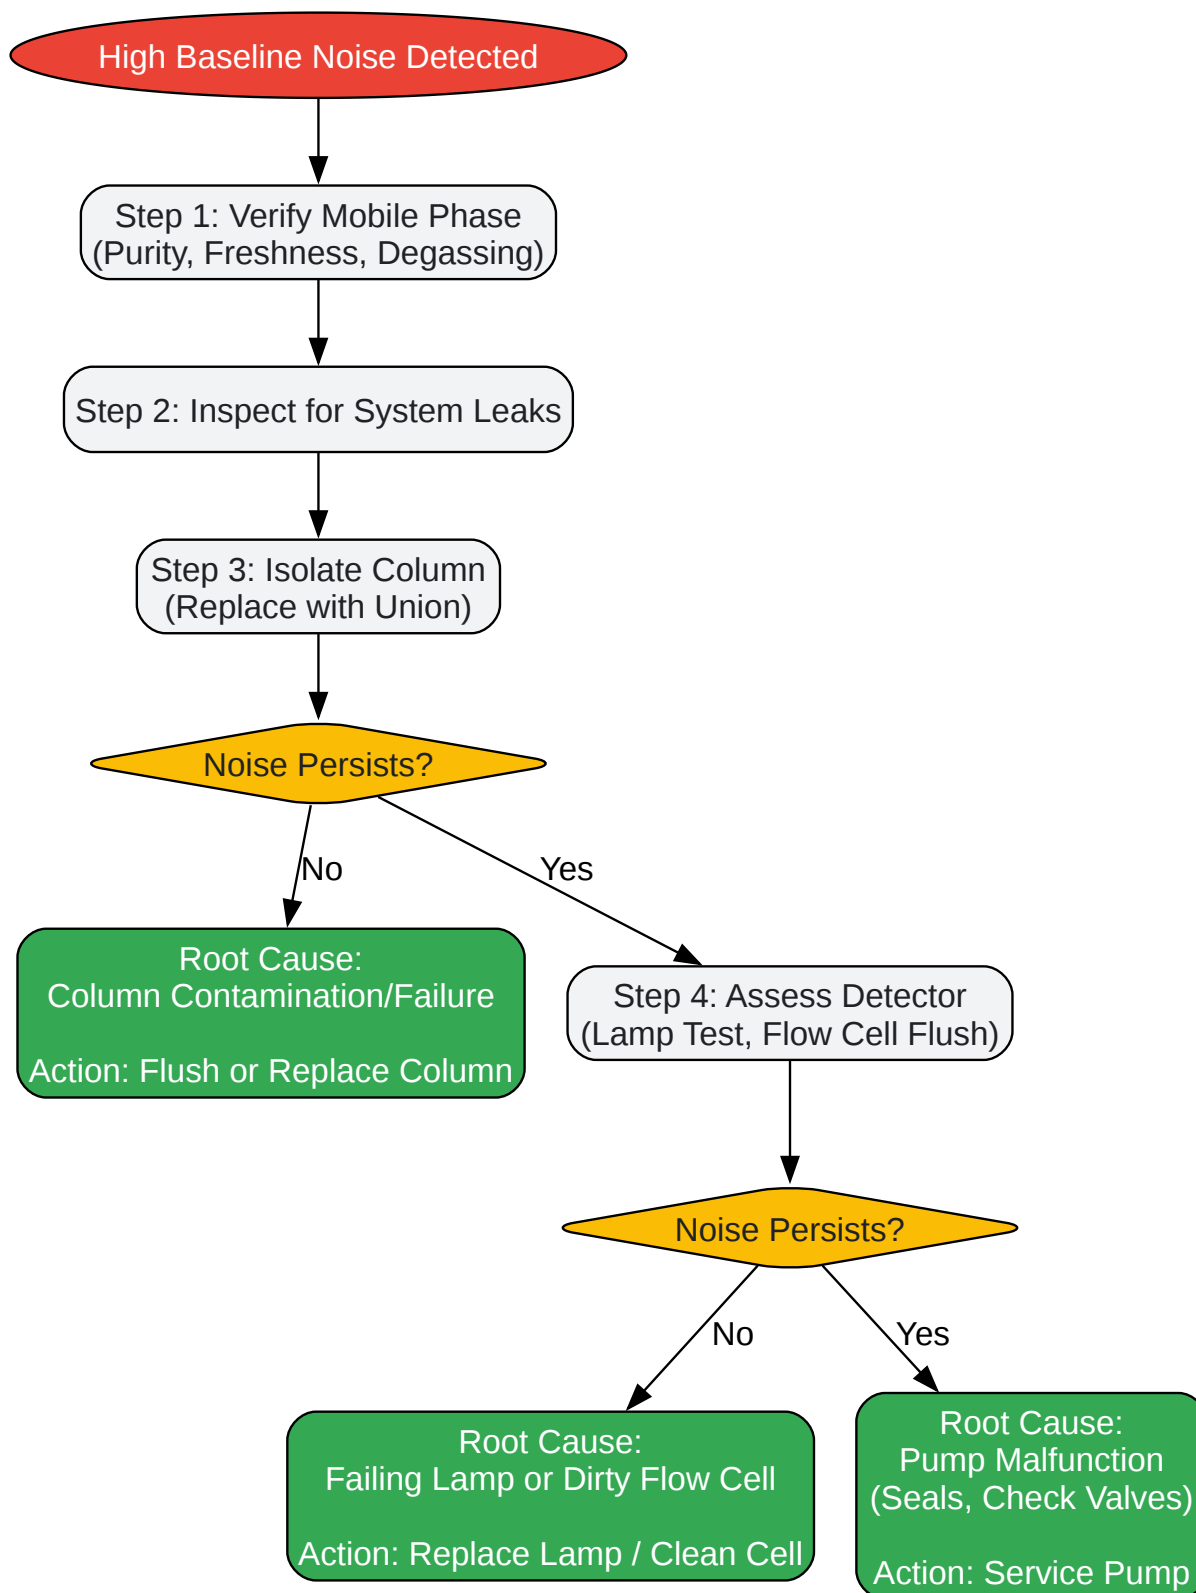 High Baseline Noise Detected
Step 1: Verify Mobile Phase
(Purity, Freshness, Degassing)
Step 2: Inspect for System Leaks
Step 3: Isolate Column
(Replace with Union)
Noise Persists?
No
Yes
Root Cause:
Column Contamination/Failure
Action: Flush or Replace Column
Step 4: Assess Detector
(Lamp Test, Flow Cell Flush)
Noise Persists?
No
Yes
Root Cause:
Failing Lamp or Dirty Flow Cell
Action: Replace Lamp / Clean Cell
Root Cause:
Pump Malfunction
(Seals, Check Valves)
Action: Service Pump